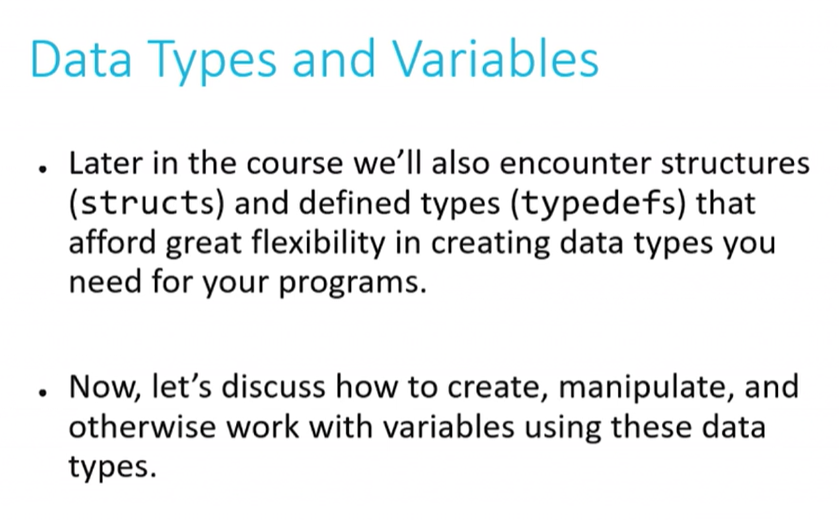 Data Types and Variables
• Later in the course we’ll also encounter structures
(structs) and defined types (typedefs) that
afford great flexibility in creating data types you
need for your programs.
• Now, let’s discuss how to create, manipulate, and
otherwise work with variables using these data
types.